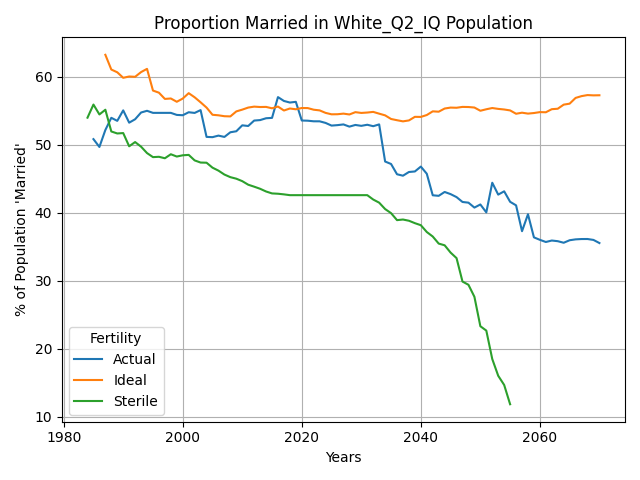 Proportion Married in White_Q2_IQ Population
% of Population 'Married'
60
50
40
30
20
10
Fertility
Actual
Ideal
Sterile
1980
2000
2020
2040
2060
Years